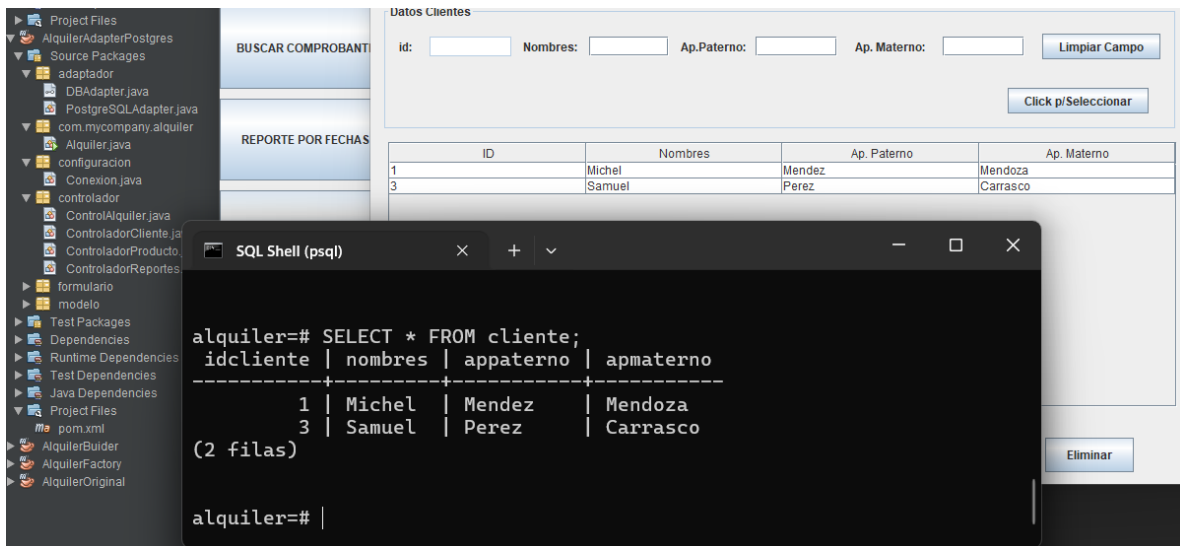 Project Files
AlquilerAdapterPostgres
Source Packages
adaptador
DBAdapter.java
PostgreSQLAdapter.java
com.mycompany.alquiler
Alquiler.java
configuracion
Conexion.java
controlador
ControlAlquiler.java
ControladorCliente.ja
ControladorProducto.
ControladorReportes.
formulario
modelo
Test Packages
Dependencies
Runtime Dependencies
Test Dependencies
Java Dependencies
Project Files
pom.xml
AlquilerBuider
AlquilerFactory
AlquilerOriginal
BUSCAR COMPROBANT
REPORTE POR FECHAS
Datos Clientes
id: Nombres: Ap.Paterno: Ap. Materno: Limpiar Campo
Click p/Seleccionar
ID Nombres Ap. Paterno Ap. Materno
1 Michel Mendez Mendoza
3 Samuel Perez Carrasco
Eliminar
SQL Shell (psql)
alquiler=# SELECT * FROM cliente;
idcliente | nombres | appaterno | apmaterno
-----------+---------+-----------+-----------
1 | Michel | Mendez | Mendoza
3 | Samuel | Perez | Carrasco
(2 filas)
alquiler=#